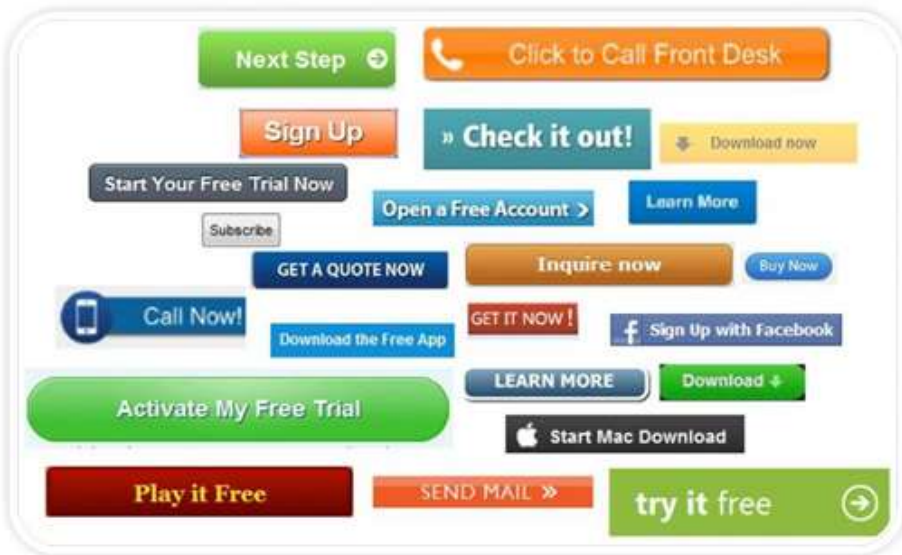 Next Step
Click to Call Front Desk
Sign Up
» Check it out!
Download now
Start Your Free Trial Now
Open a Free Account >
Learn More
Subscribe
GET A QUOTE NOW
Inquire now
Buy Now
Call Now!
Download the Free App
GET IT NOW !
f Sign Up with Facebook
Activate My Free Trial
LEARN MORE
Download
Start Mac Download
Play it Free
SEND MAIL »
try it free